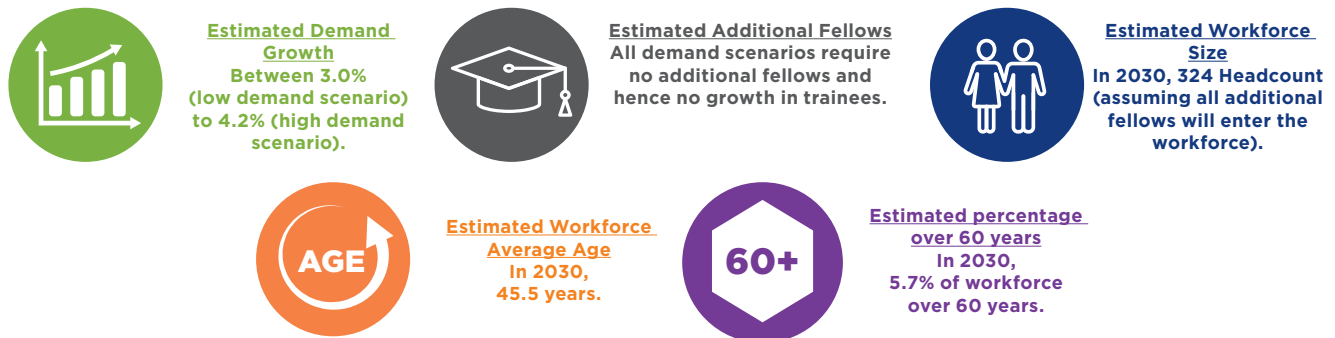 Estimated Demand
Growth
Between 3.0%
(low demand scenario)
to 4.2% (high demand
scenario).
Estimated Additional Fellows
All demand scenarios require
no additional fellows and
hence no growth in trainees.
Estimated Workforce
Size
In 2030, 324 Headcount
(assuming all additional
fellows will enter the
workforce).
AGE
Estimated Workforce
Average Age
In 2030,
45.5 years.
60+
Estimated percentage
over 60 years
In 2030,
5.7% of workforce
over 60 years.